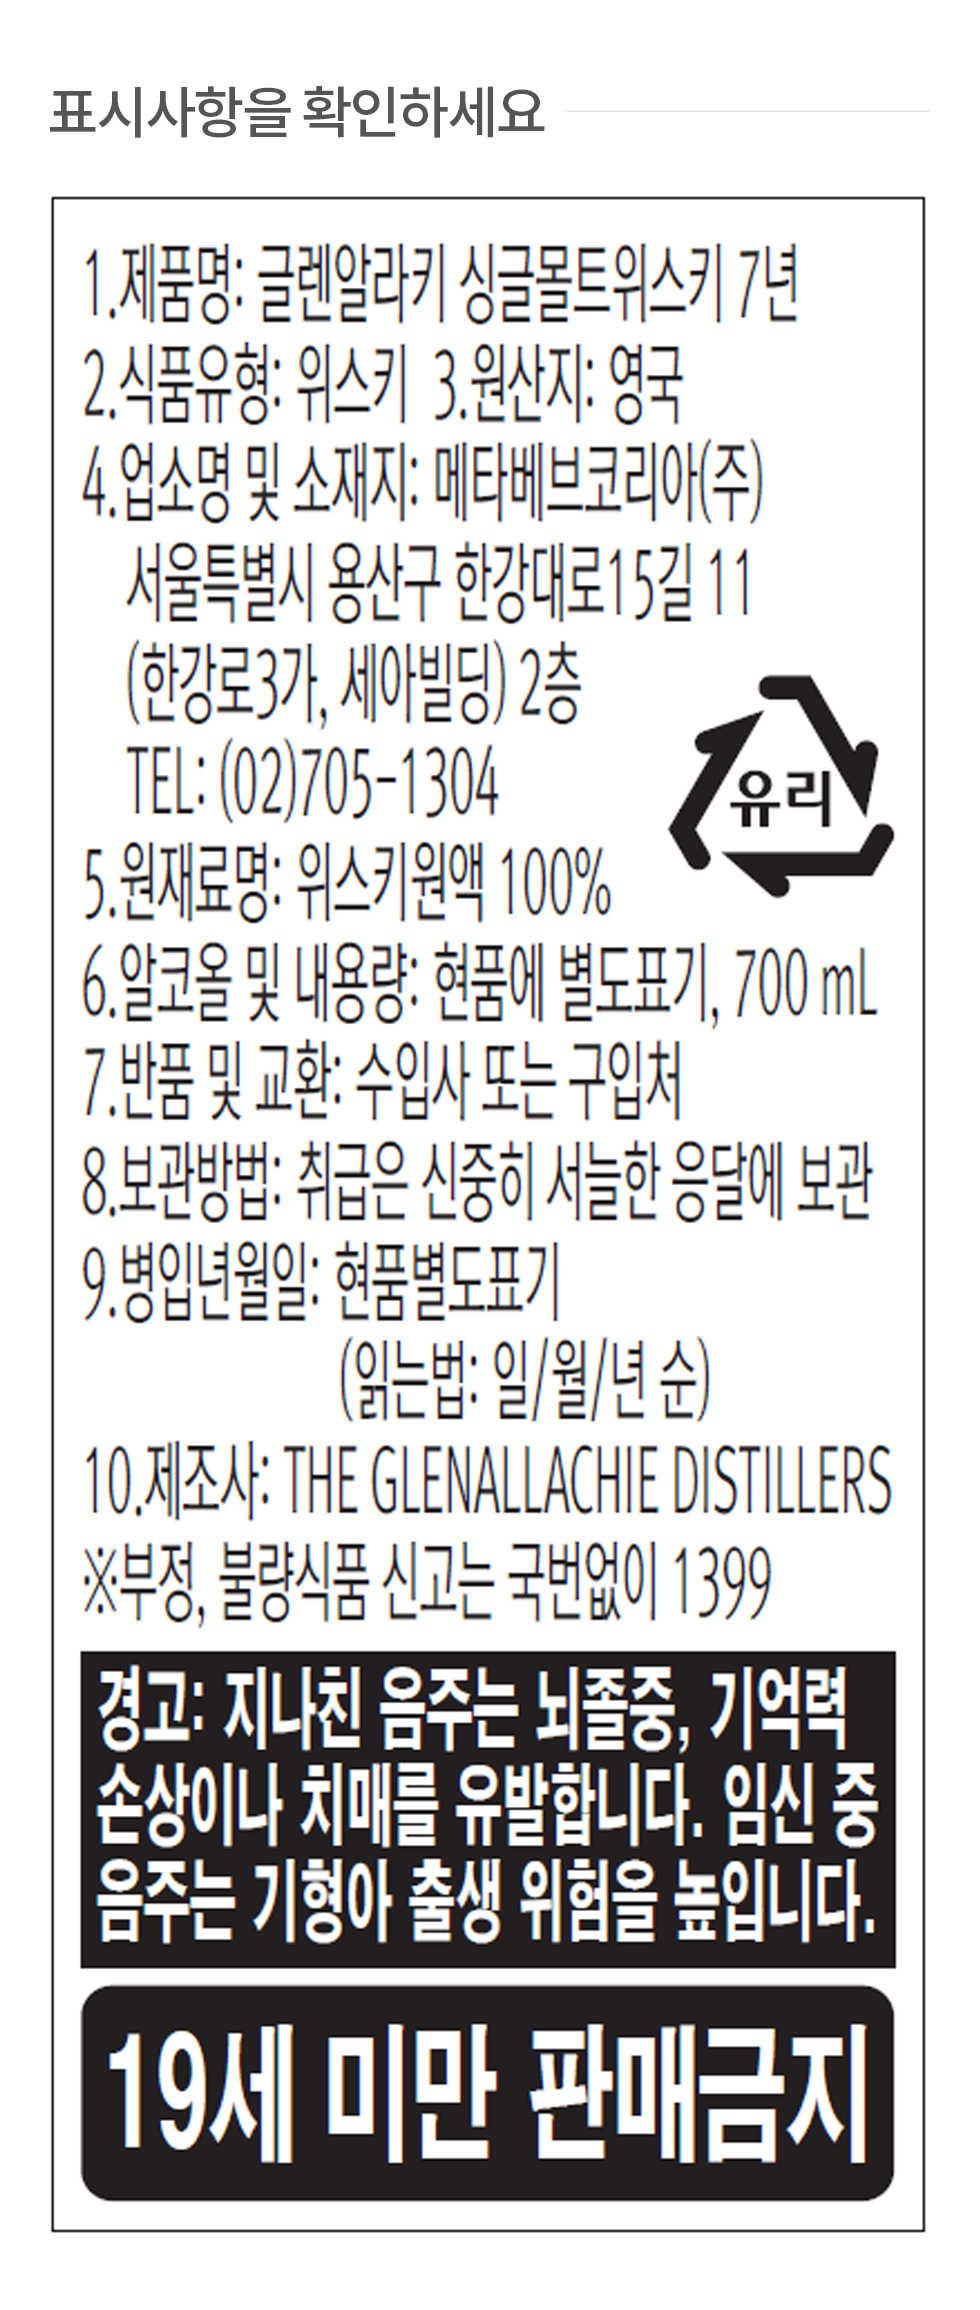 표시사항을 확인하세요
1.제품명: 글렌알라키 싱글몰트위스키 7년
2.식품유형: 위스키 3.원산지: 영국
4.업소명 및 소재지: 메타베브코리아(주)
서울특별시 용산구 한강대로15길 11
(한강로3가, 세아빌딩) 2층
TEL: (02)705-1304
유리
5.원재료명: 위스키원액 100%
6.알코올 및 내용량: 현품에 별도표기, 700 mL
7.반품 및 교환: 수입사 또는 구입처
8.보관방법: 취급은 신중히 서늘한 응달에 보관
9.병입년월일: 현품별도표기
(읽는법: 일/월/년 순)
10.제조사: THE GLENALLACHIE DISTILLERS
※부정, 불량식품 신고는 국번없이 1399
경고: 지나친 음주는 뇌졸중, 기억력
손상이나 치매를 유발합니다. 임신 중
음주는 기형아 출생 위험을 높입니다.
19세 미만 판매금지